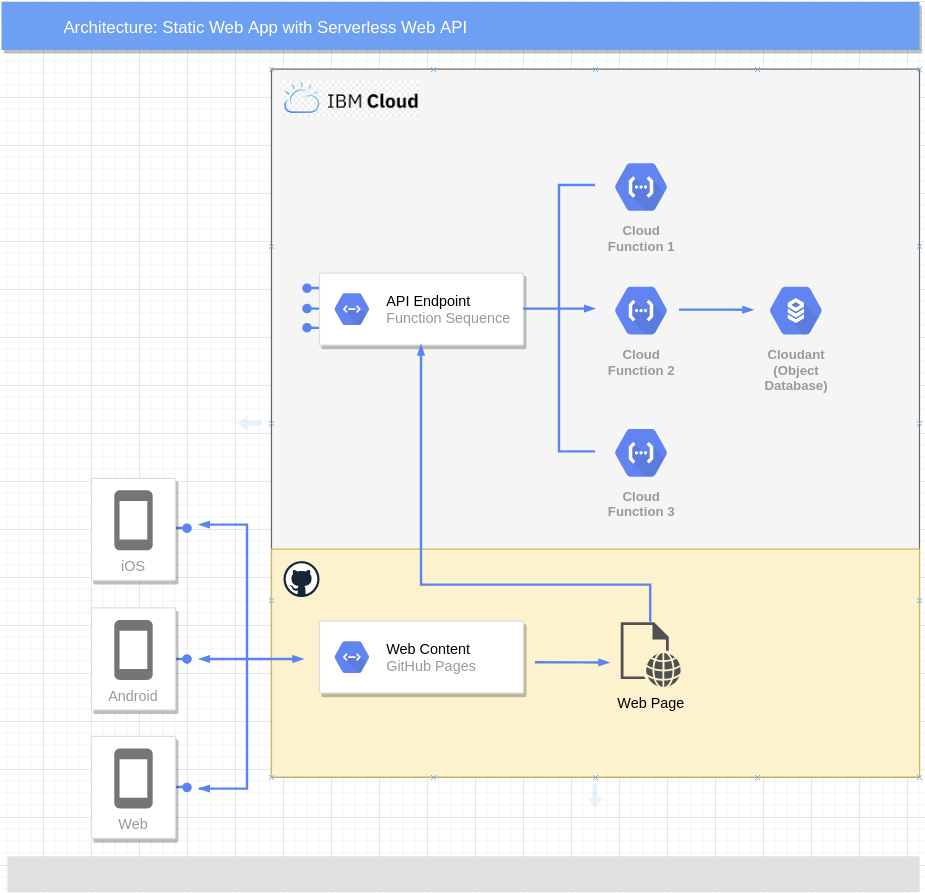 Architecture: Static Web App with Serverless Web API
IBM Cloud
Cloud
Function 1
API Endpoint
Function Sequence
Cloud
Function 2
Cloudant
(Object
Database)
Cloud
Function 3
iOS
Web Content
GitHub Pages
Android
Web Page
Web